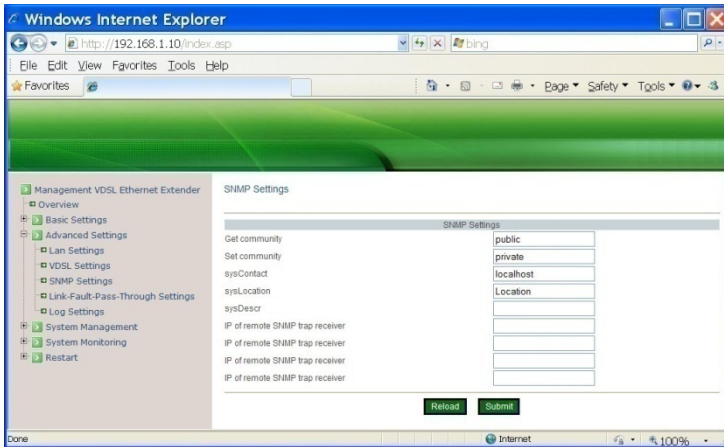 Windows Internet Explorer
http://192.168.1.10/index.asp
bing
File Edit View Favorites Tools Help
Favorites
Page Safety Tools
Management VDSL Ethernet Extender
Overview
Basic Settings
Advanced Settings
Lan Settings
VDSL Settings
SNMP Settings
Link-Fault-Pass-Through Settings
Log Settings
System Management
System Monitoring
Restart
SNMP Settings
SNMP Settings
Get community public
Set community private
sysContact localhost
sysLocation Location
sysDescr
IP of remote SNMP trap receiver
IP of remote SNMP trap receiver
IP of remote SNMP trap receiver
IP of remote SNMP trap receiver
Reload Submit
Done Internet 100%